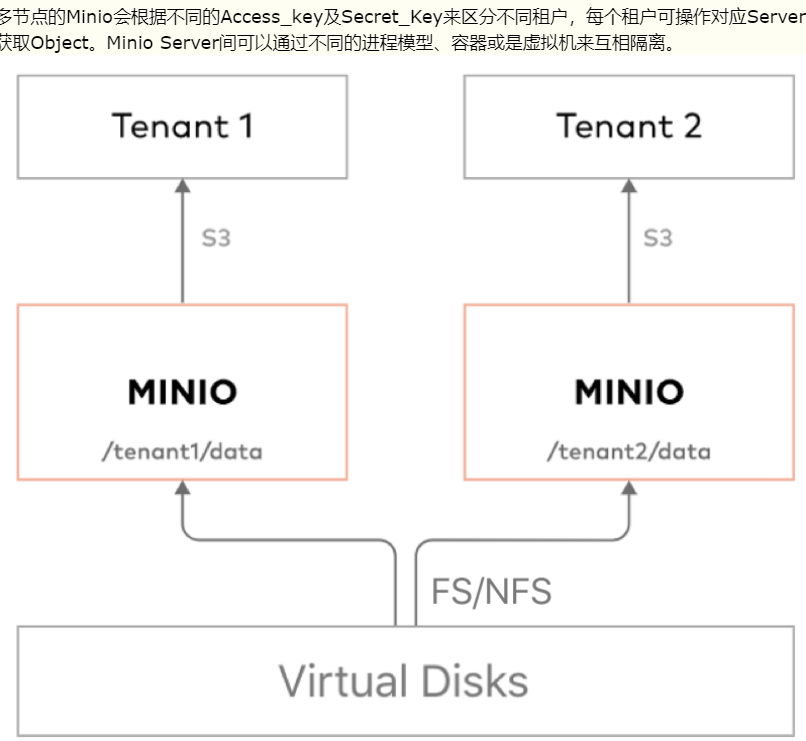 多节点的Minio会根据不同的Access_key及Secret_Key来区分不同租户，每个租户可操作对应Server
获取Object。Minio Server间可以通过不同的进程模型、容器或是虚拟机来互相隔离。
Tenant 1
Tenant 2
S3
S3
MINIO
MINIO
/tenant1/data
/tenant2/data
FS/NFS
Virtual Disks